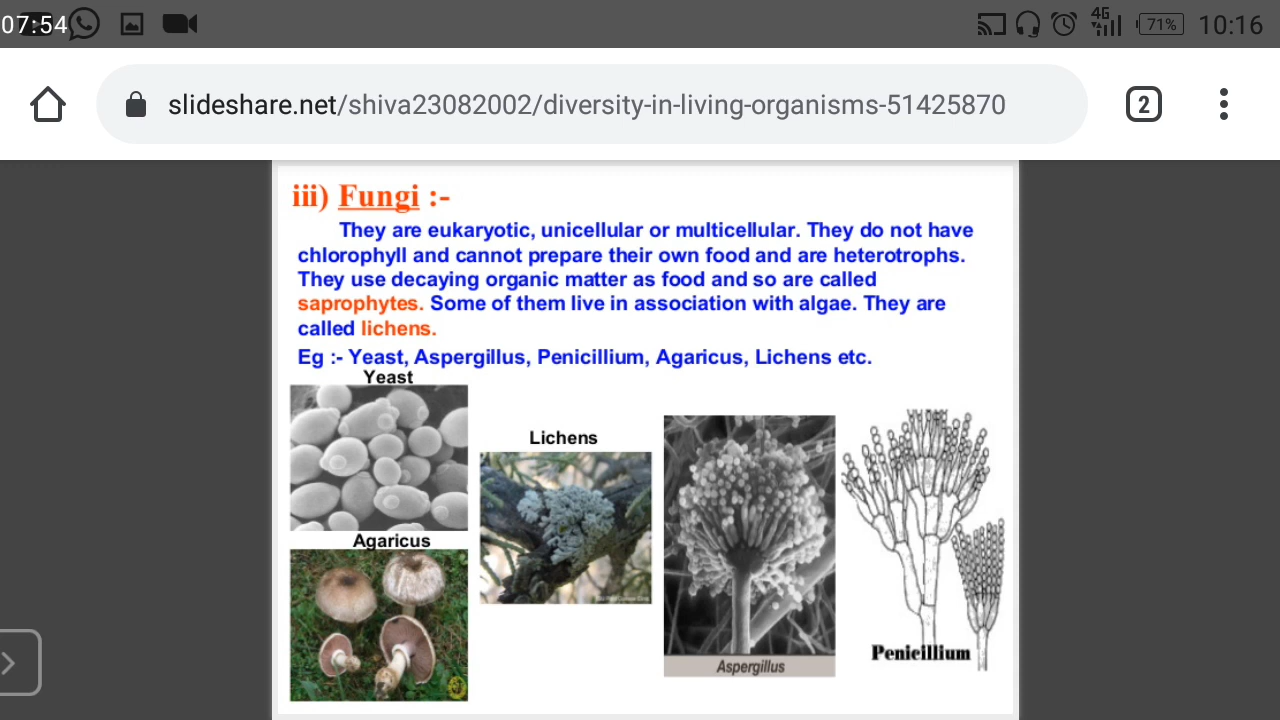 07:54
4G
71%
10:16
slideshare.net/shiva23082002/diversity-in-living-organisms-51425870
2
iii) Fungi :-
They are eukaryotic, unicellular or multicellular. They do not have
chlorophyll and cannot prepare their own food and are heterotrophs.
They use decaying organic matter as food and so are called
saprophytes. Some of them live in association with algae. They are
called lichens.
Eg :- Yeast, Aspergillus, Penicillium, Agaricus, Lichens etc.
Yeast
Lichens
Agaricus
Aspergillus
Penicillium